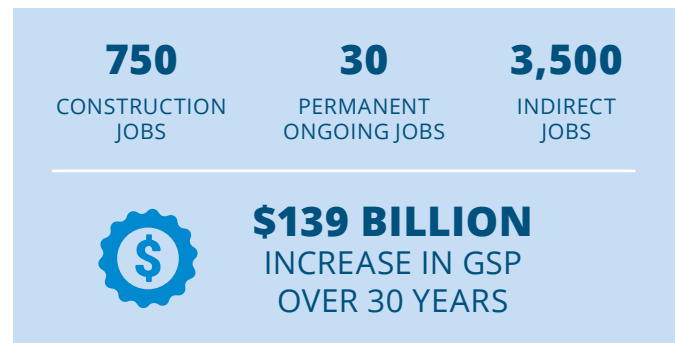 750
CONSTRUCTION
JOBS
30
PERMANENT
ONGOING JOBS
3,500
INDIRECT
JOBS
$
$139 BILLION
INCREASE IN GSP
OVER 30 YEARS